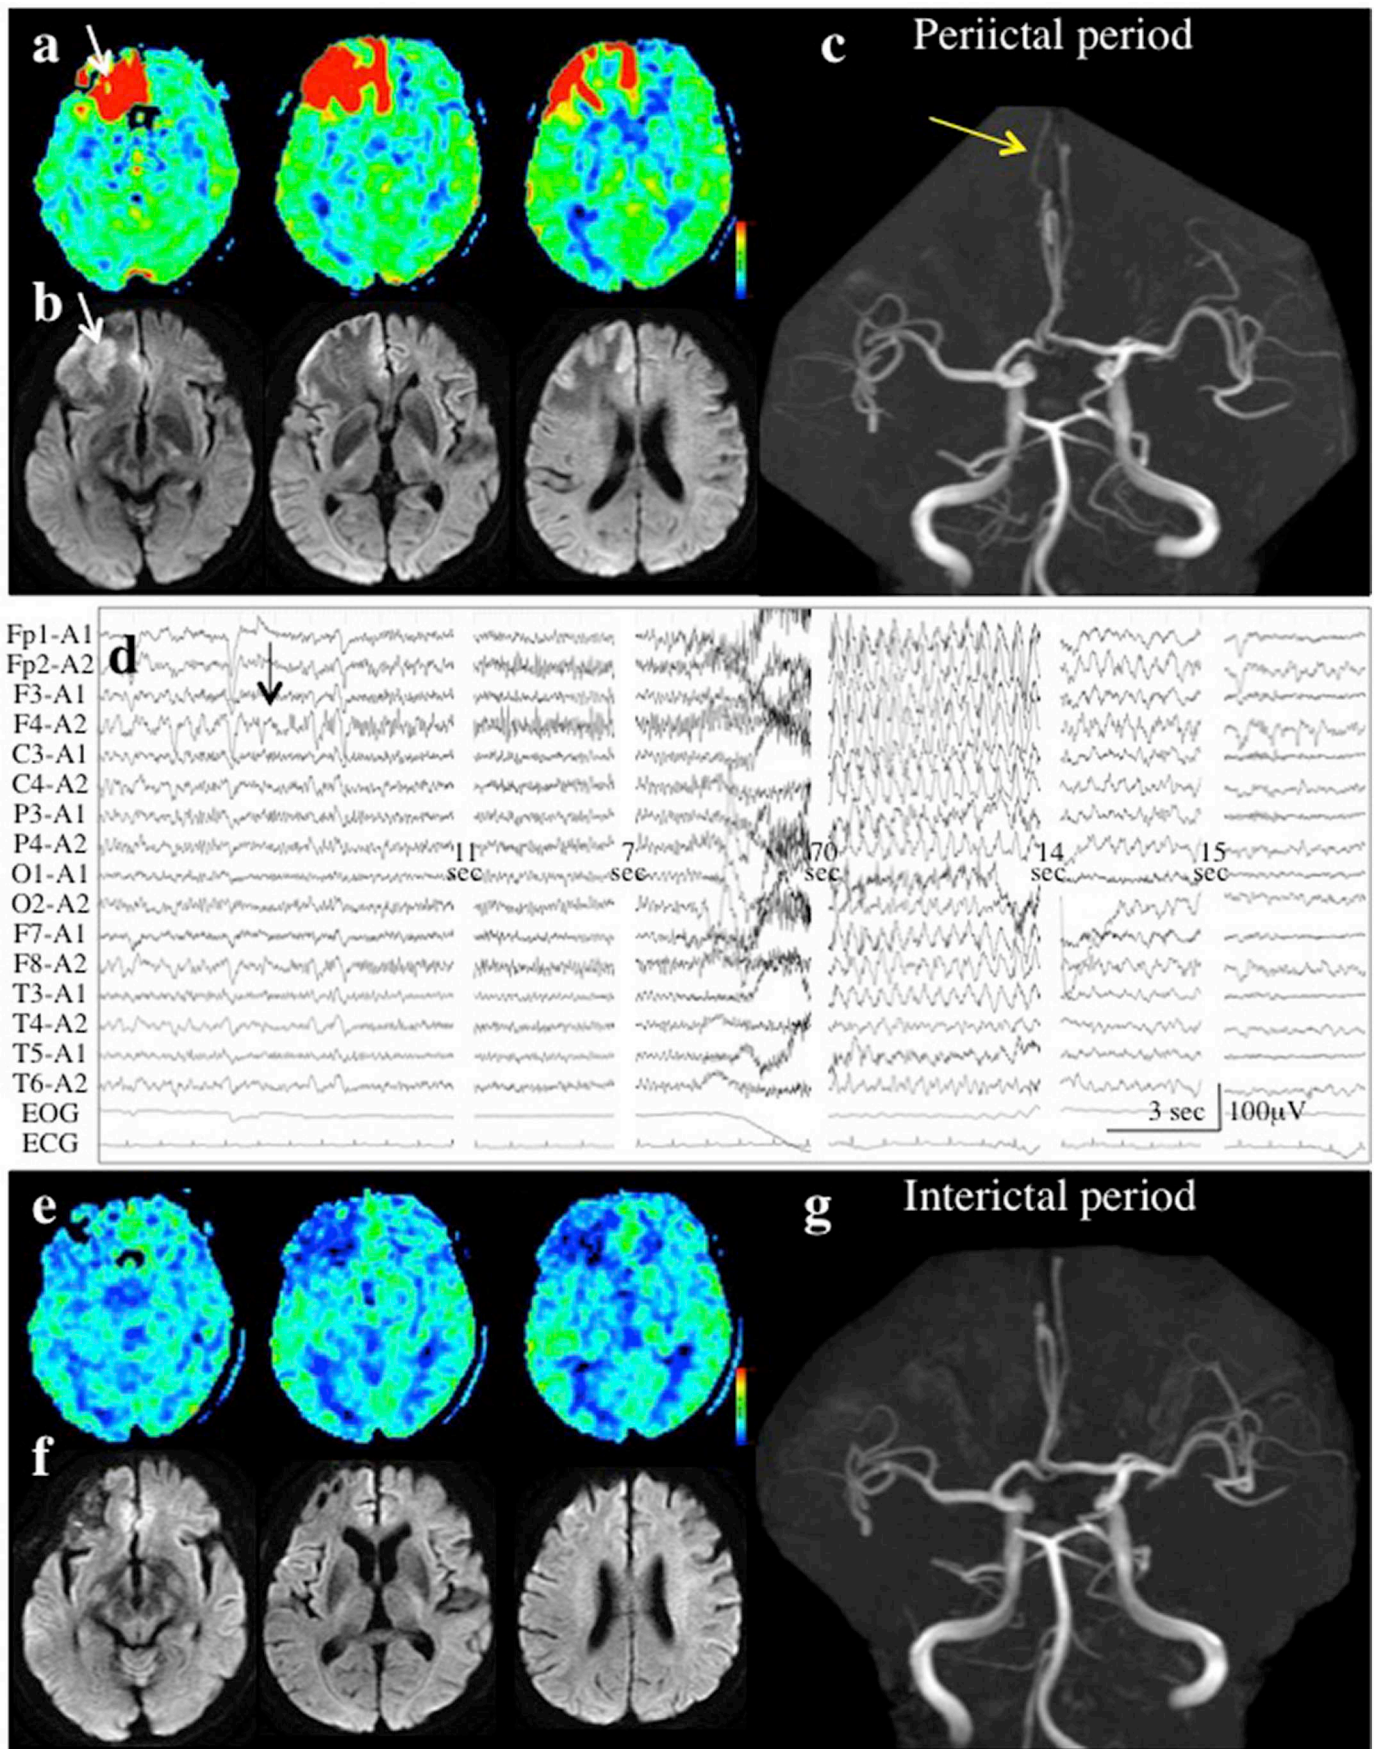 a
c
Periictal period
b
d
Fp1-A1
Fp2-A2
F3-A1
F4-A2
C3-A1
C4-A2
P3-A1
P4-A2
O1-A1
O2-A2
F7-A1
F8-A2
T3-A1
T4-A2
T5-A1
T6-A2
EOG
ECG
11
sec
7
sec
70
sec
14
sec
15
sec
3 sec
100μV
e
g
Interictal period
f